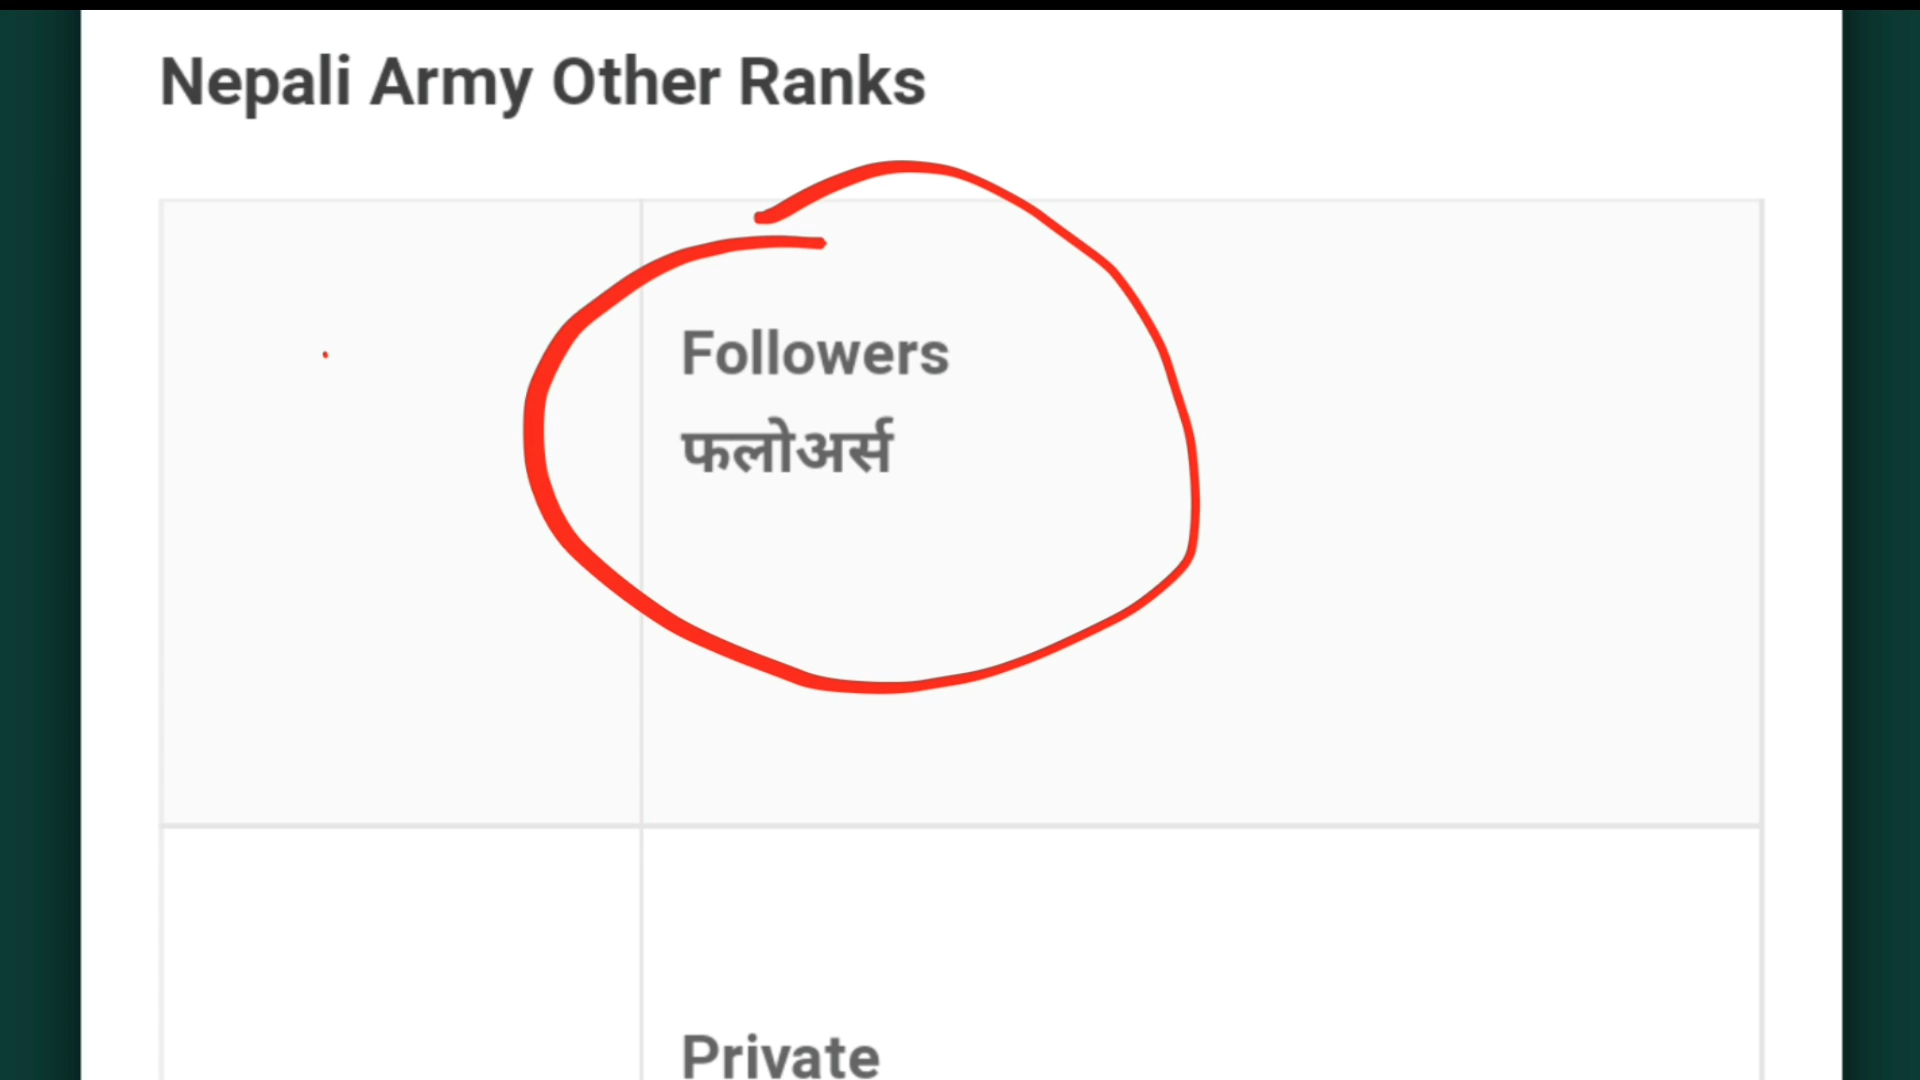 Nepali Army Other Ranks
Followers
फलोअर्स
Private